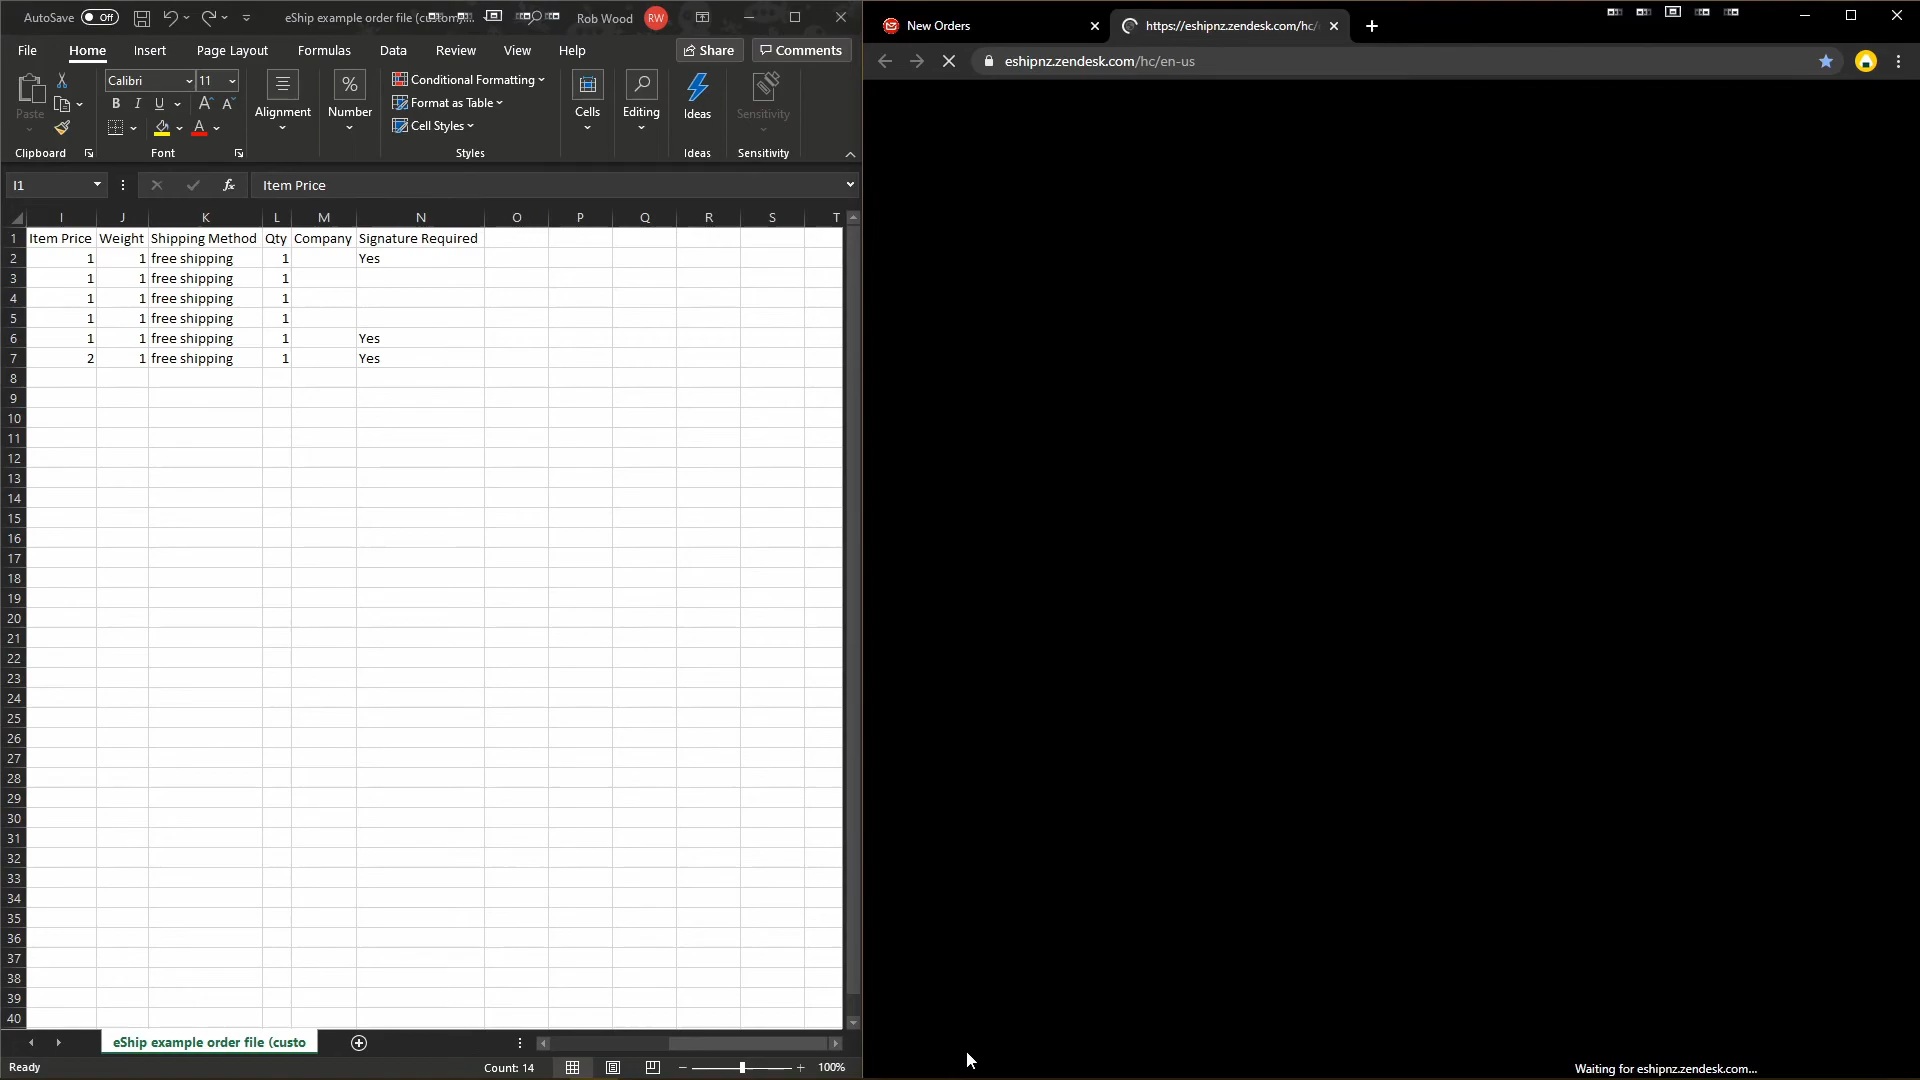 AutoSave Off eShip example order file (custom)... Rob Wood RW
File Home Insert Page Layout Formulas Data Review View Help Share Comments
Paste Calibri 11 B I U A A A Alignment % Number Conditional Formatting Format as Table Cell Styles Cells Editing Ideas Sensitivity
Clipboard Font Styles Ideas Sensitivity
I1 fx Item Price
I J K L M N O P Q R S T
1 Item Price Weight Shipping Method Qty Company Signature Required
2 1 1 free shipping 1 Yes
3 1 1 free shipping 1
4 1 1 free shipping 1
5 1 1 free shipping 1
6 1 1 free shipping 1 Yes
7 2 1 free shipping 1 Yes
8
9
10
11
12
13
14
15
16
17
18
19
20
21
22
23
24
25
26
27
28
29
30
31
32
33
34
35
36
37
38
39
40
eShip example order file (custo
Ready Count: 14 100%
New Orders
https://eshipnz.zendesk.com/hc/
eshipnz.zendesk.com/hc/en-us
Waiting for eshipnz.zendesk.com...